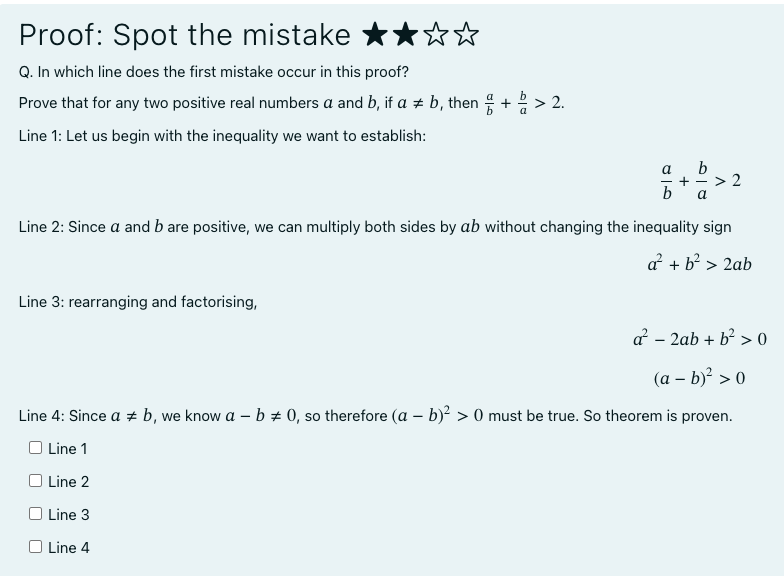 Proof: Spot the mistake ★★☆☆
Q. In which line does the first mistake occur in this proof?
Prove that for any two positive real numbers a and b, if a ≠ b, then a/b + b/a > 2.
Line 1: Let us begin with the inequality we want to establish:
a/b + b/a > 2
Line 2: Since a and b are positive, we can multiply both sides by ab without changing the inequality sign
a² + b² > 2ab
Line 3: rearranging and factorising,
a² − 2ab + b² > 0
(a − b)² > 0
Line 4: Since a ≠ b, we know a − b ≠ 0, so therefore (a − b)² > 0 must be true. So theorem is proven.
Line 1
Line 2
Line 3
Line 4